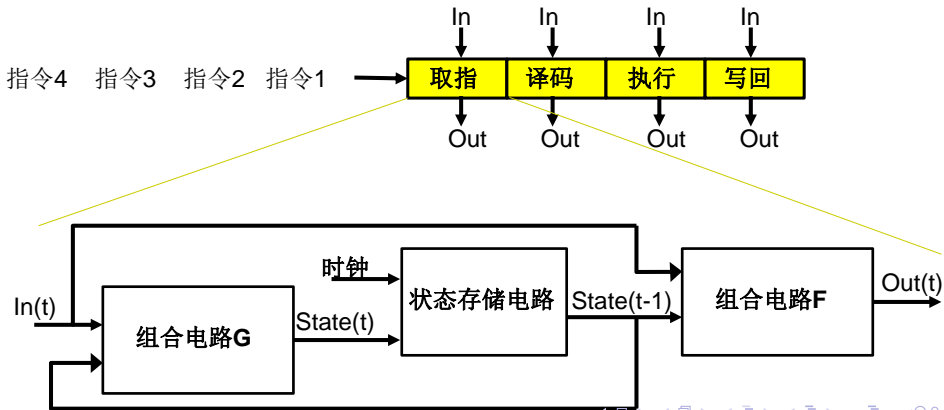 In In In In
指令4 指令3 指令2 指令1 取指 译码 执行 写回
Out Out Out Out
时钟
In(t) 组合电路G State(t) 状态存储电路 State(t-1) 组合电路F Out(t)